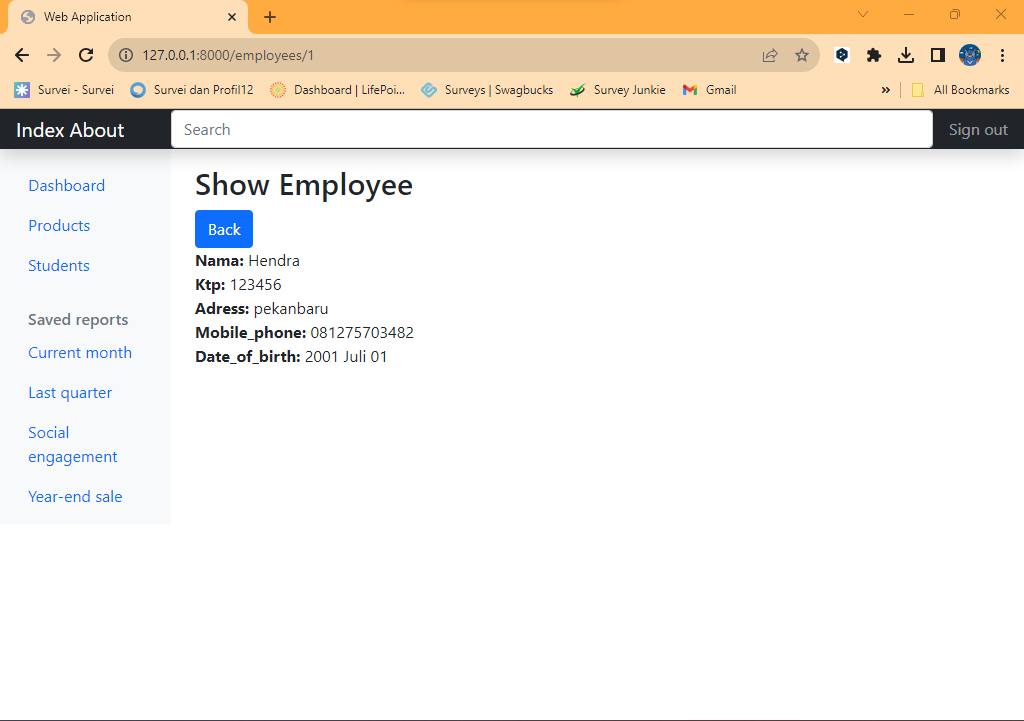 Web Application
127.0.0.1:8000/employees/1
Survei - Survei
Survei dan Profil12
Dashboard | LifePoi...
Surveys | Swagbucks
Survey Junkie
Gmail
»
All Bookmarks
Index About
Search
Sign out
Dashboard
Products
Students
Saved reports
Current month
Last quarter
Social
engagement
Year-end sale
Show Employee
Back
Nama: Hendra
Ktp: 123456
Adress: pekanbaru
Mobile_phone: 081275703482
Date_of_birth: 2001 Juli 01